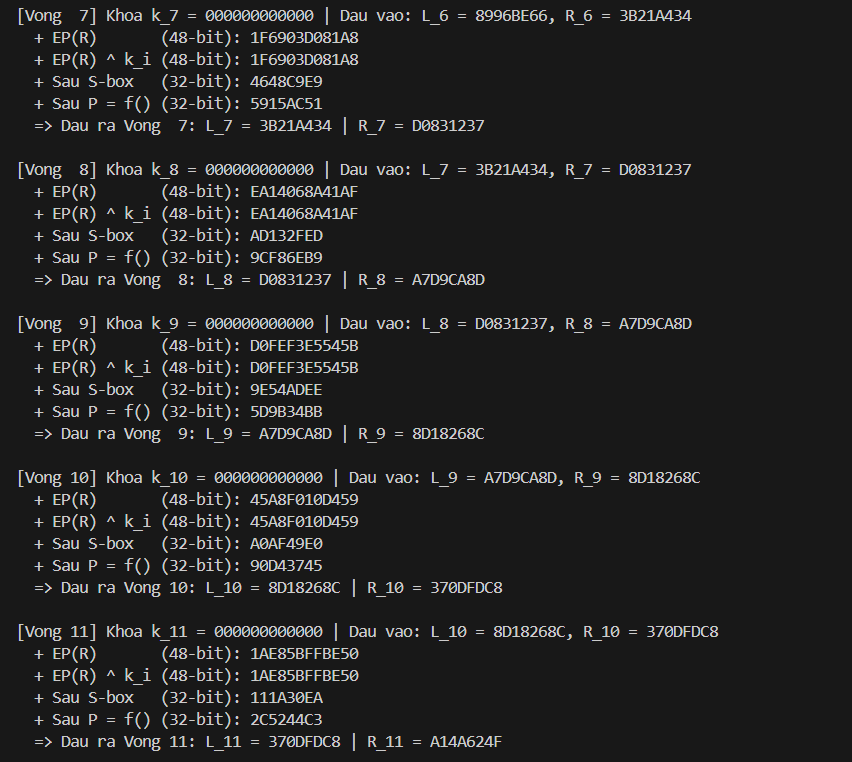 [Vong  7] Khoa k_7 = 000000000000 | Dau vao: L_6 = 8996BE66, R_6 = 3B21A434
  + EP(R)       (48-bit): 1F6903D081A8
  + EP(R) ^ k_i (48-bit): 1F6903D081A8
  + Sau S-box   (32-bit): 4648C9E9
  + Sau P = f() (32-bit): 5915AC51
  => Dau ra Vong  7: L_7 = 3B21A434 | R_7 = D0831237
[Vong  8] Khoa k_8 = 000000000000 | Dau vao: L_7 = 3B21A434, R_7 = D0831237
  + EP(R)       (48-bit): EA14068A41AF
  + EP(R) ^ k_i (48-bit): EA14068A41AF
  + Sau S-box   (32-bit): AD132FED
  + Sau P = f() (32-bit): 9CF86EB9
  => Dau ra Vong  8: L_8 = D0831237 | R_8 = A7D9CA8D
[Vong  9] Khoa k_9 = 000000000000 | Dau vao: L_8 = D0831237, R_8 = A7D9CA8D
  + EP(R)       (48-bit): D0FEF3E5545B
  + EP(R) ^ k_i (48-bit): D0FEF3E5545B
  + Sau S-box   (32-bit): 9E54ADEE
  + Sau P = f() (32-bit): 5D9B34BB
  => Dau ra Vong  9: L_9 = A7D9CA8D | R_9 = 8D18268C
[Vong 10] Khoa k_10 = 000000000000 | Dau vao: L_9 = A7D9CA8D, R_9 = 8D18268C
  + EP(R)       (48-bit): 45A8F010D459
  + EP(R) ^ k_i (48-bit): 45A8F010D459
  + Sau S-box   (32-bit): A0AF49E0
  + Sau P = f() (32-bit): 90D43745
  => Dau ra Vong 10: L_10 = 8D18268C | R_10 = 370DFDC8
[Vong 11] Khoa k_11 = 000000000000 | Dau vao: L_10 = 8D18268C, R_10 = 370DFDC8
  + EP(R)       (48-bit): 1AE85BFFBE50
  + EP(R) ^ k_i (48-bit): 1AE85BFFBE50
  + Sau S-box   (32-bit): 111A30EA
  + Sau P = f() (32-bit): 2C5244C3
  => Dau ra Vong 11: L_11 = 370DFDC8 | R_11 = A14A624F